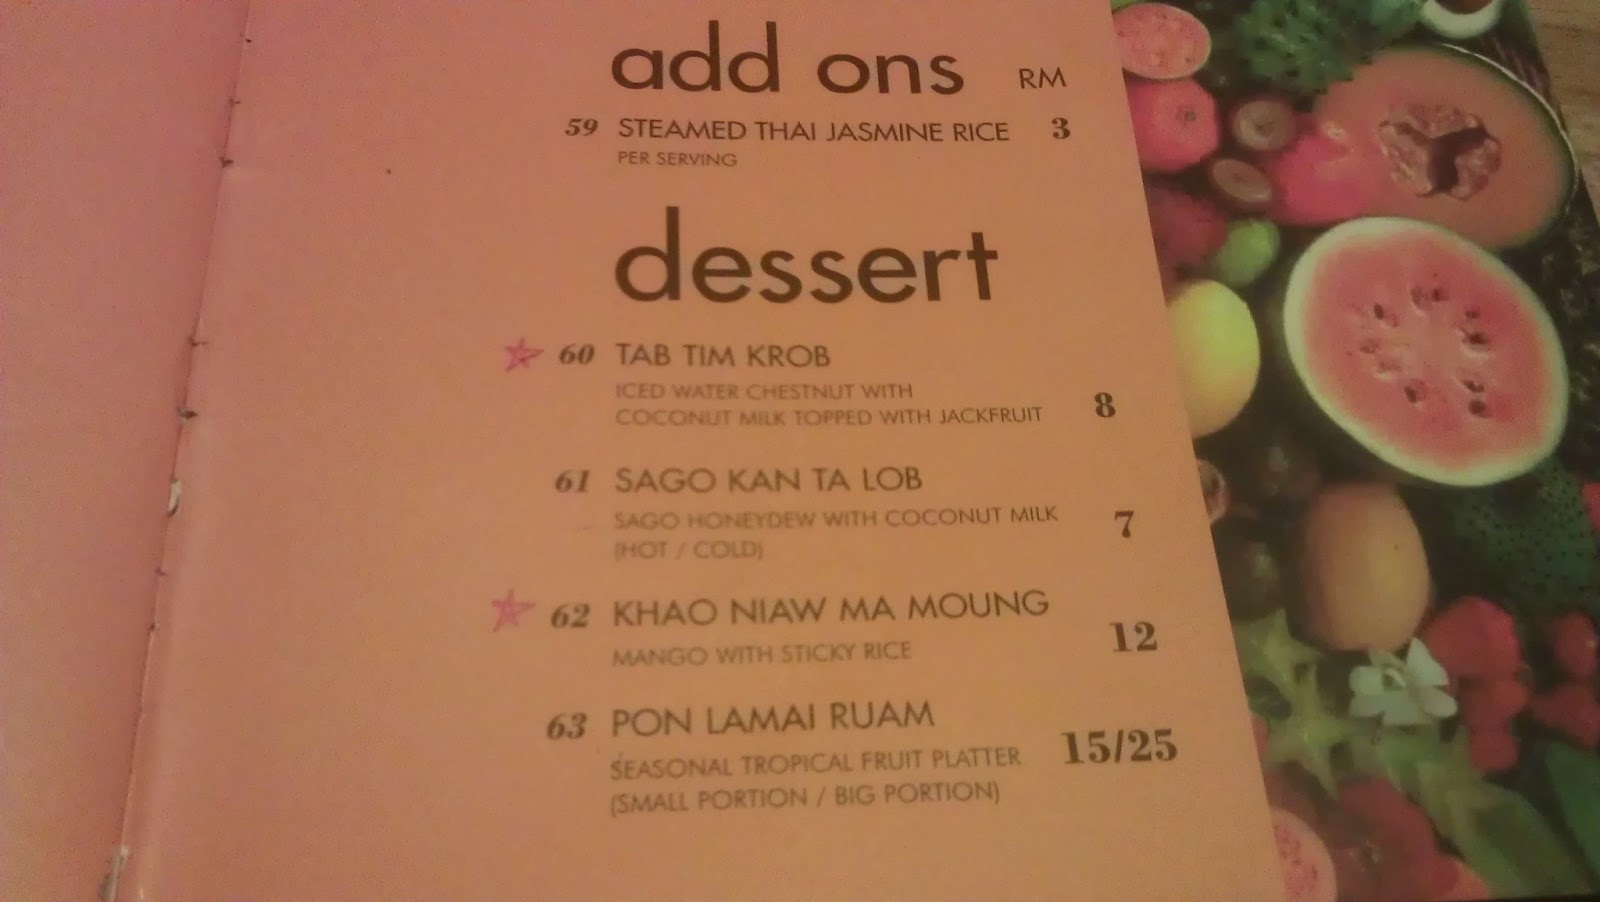 add ons RM
59 STEAMED THAI JASMINE RICE 3
PER SERVING
dessert
60 TAB TIM KROB
ICED WATER CHESTNUT WITH
COCONUT MILK TOPPED WITH JACKFRUIT 8
61 SAGO KAN TA LOB
SAGO HONEYDEW WITH COCONUT MILK 7
(HOT / COLD)
62 KHAO NIAW MA MOUNG
MANGO WITH STICKY RICE 12
63 PON LAMAI RUAM
SEASONAL TROPICAL FRUIT PLATTER 15/25
(SMALL PORTION / BIG PORTION)